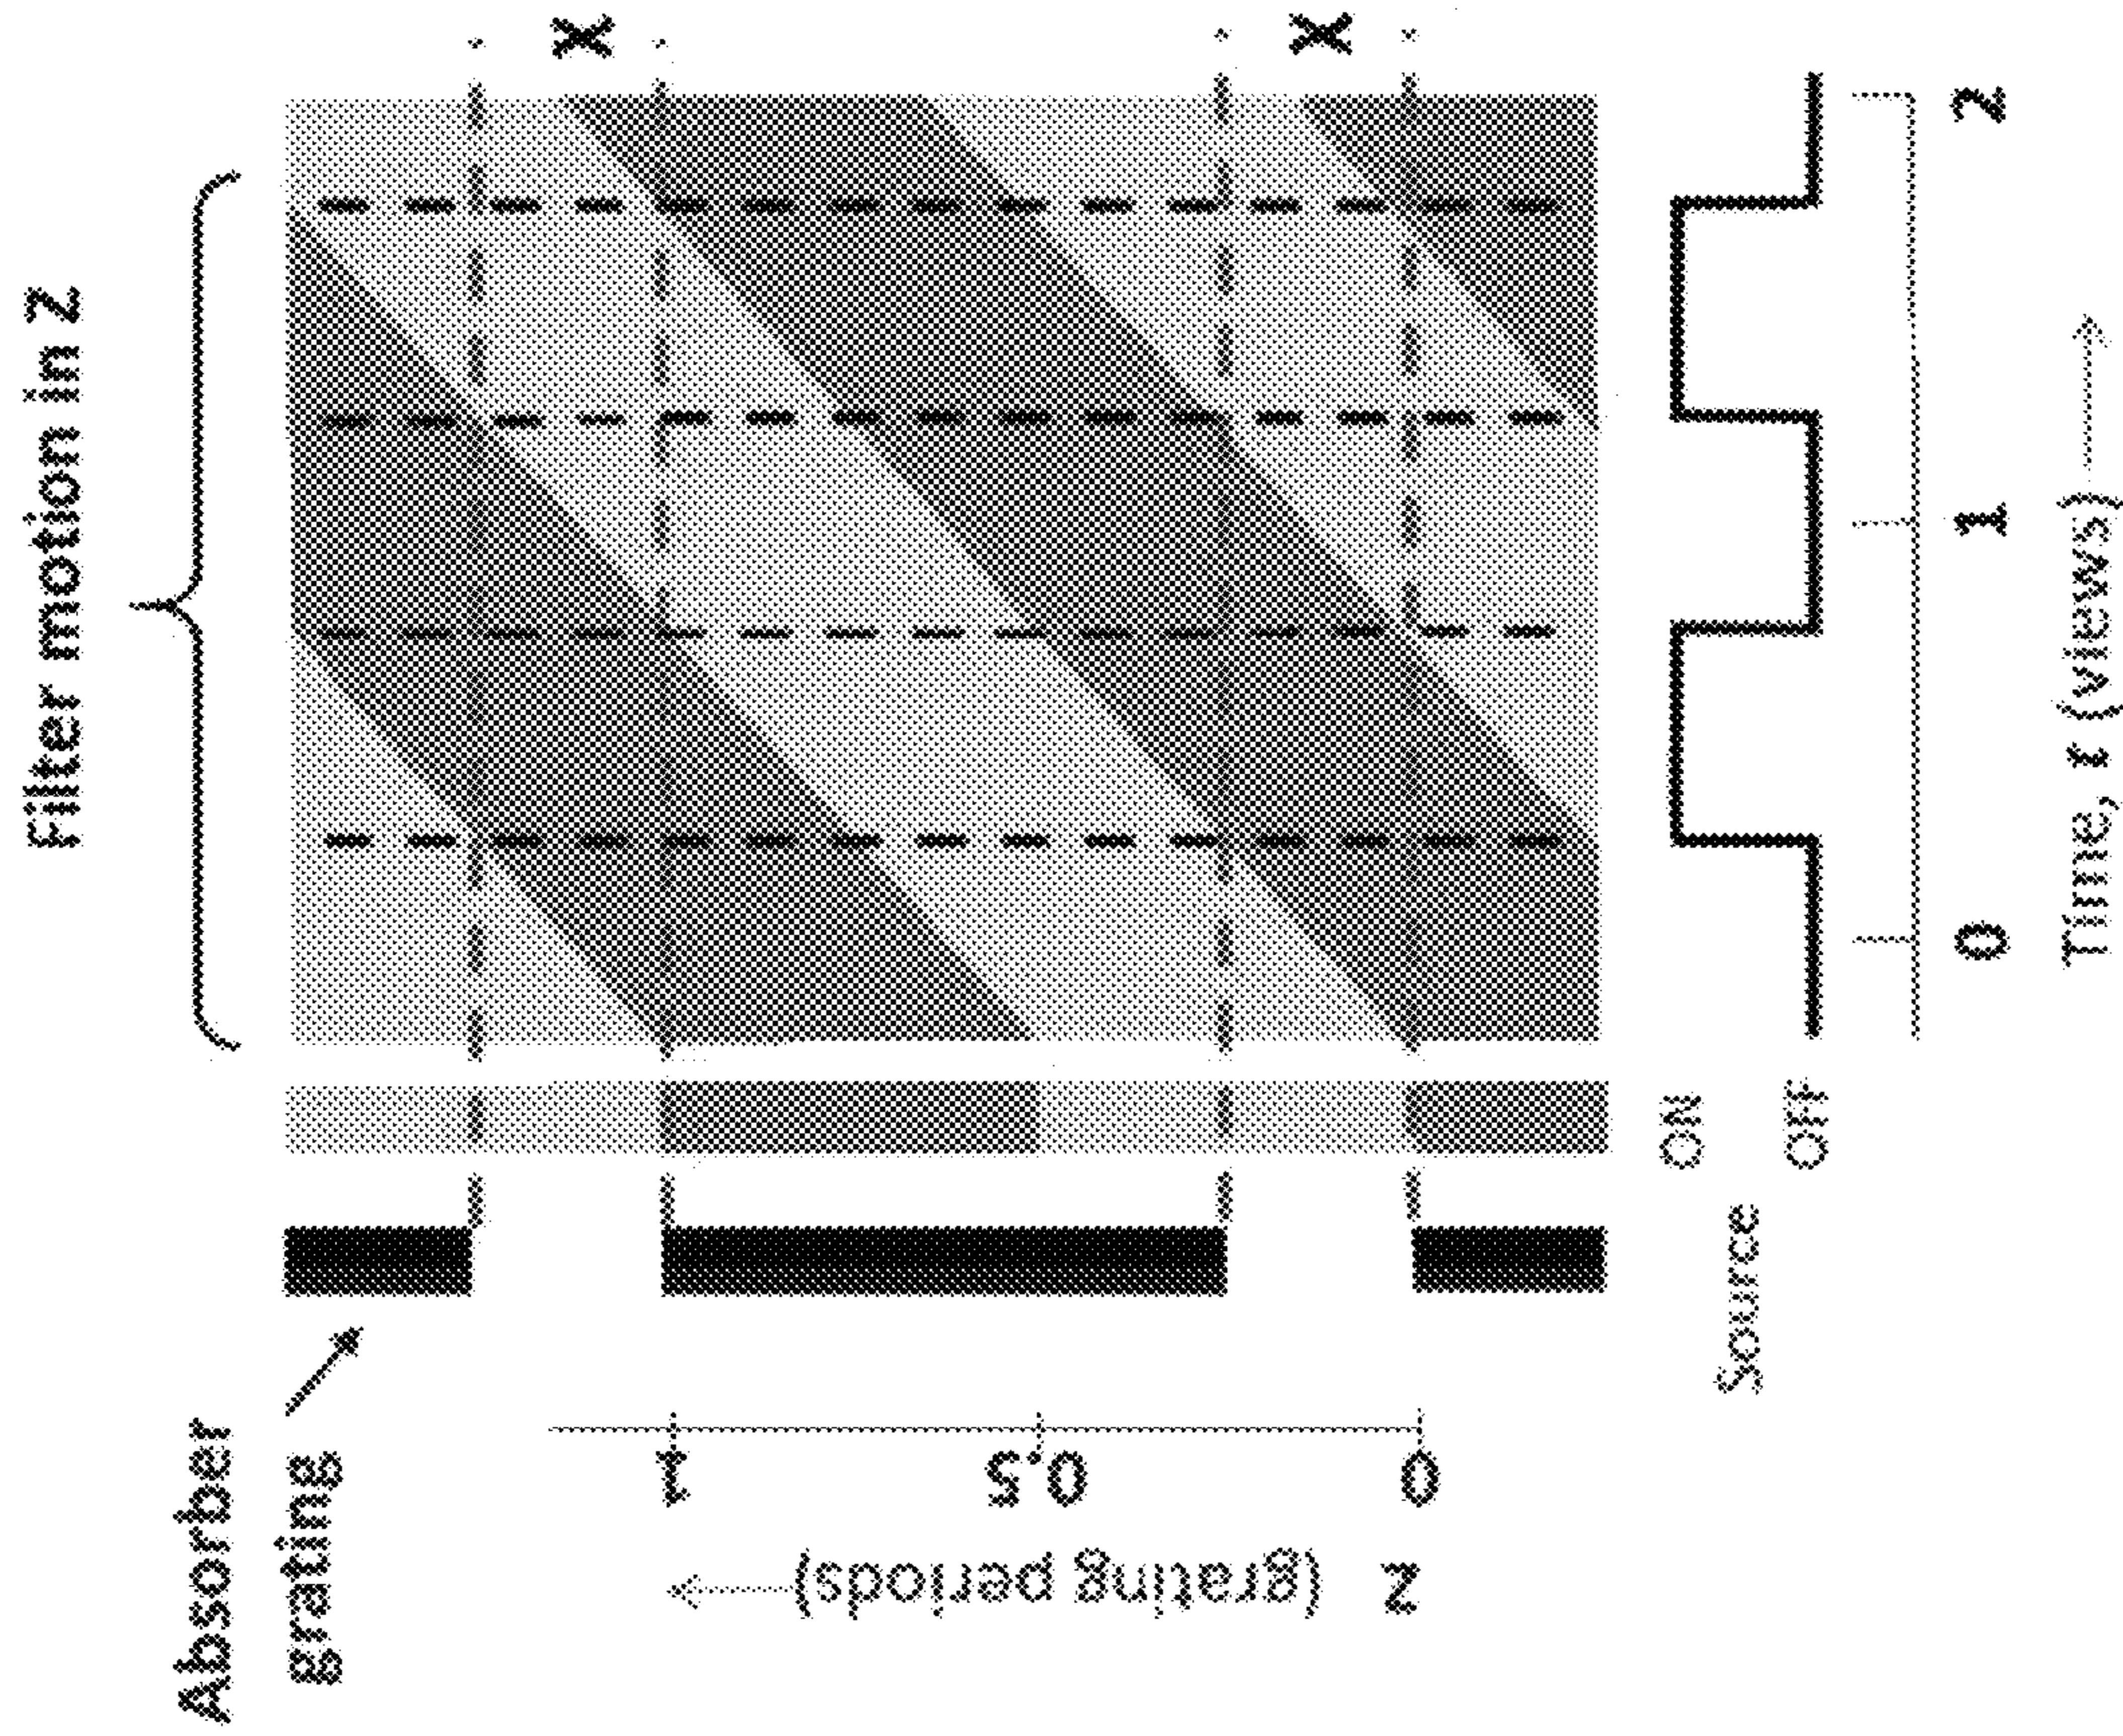 Filter motion in Z
Absorber
grating
X
X
1
0.5
0
Z (grating periods)
Source
ON
OFF
0 1 2
Time, t (views)